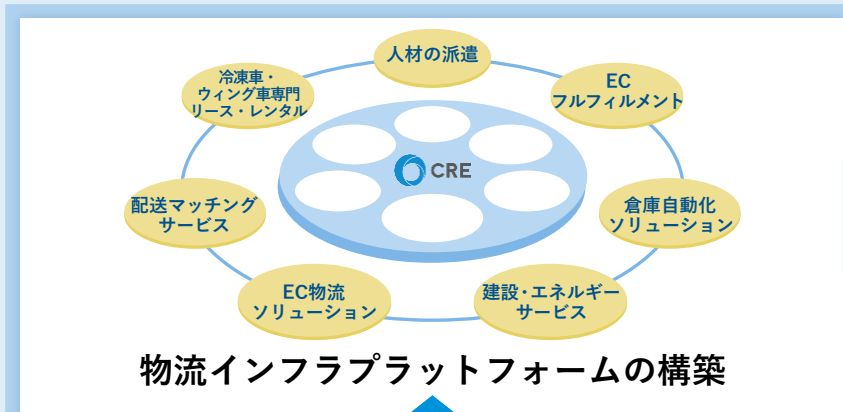 人材の派遣
冷凍車・
ウィング車専門
リース・レンタル
EC
フルフィルメント
CRE
配送マッチング
サービス
倉庫自動化
ソリューション
EC物流
ソリューション
建設・エネルギー
サービス
物流インフラプラットフォームの構築